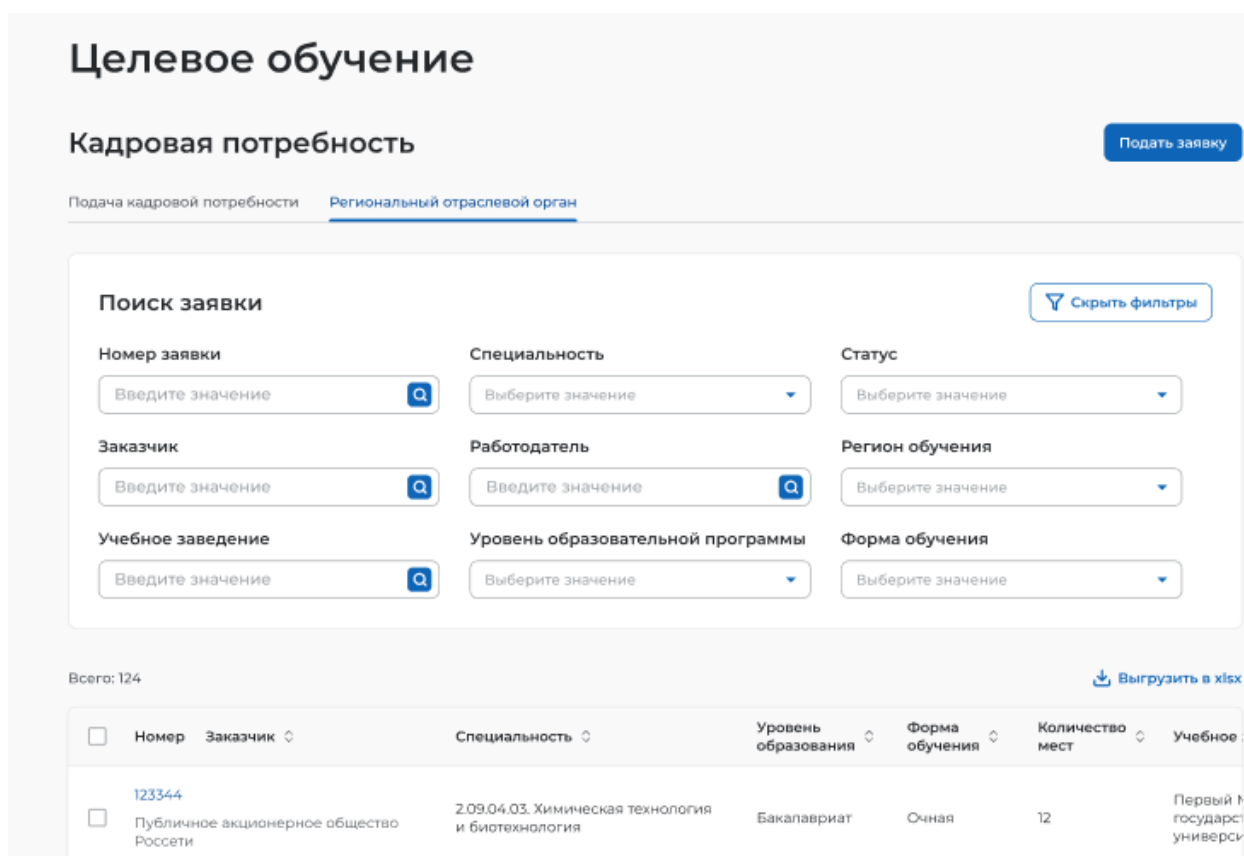 Целевое обучение
Кадровая потребность
Подать заявку
Подача кадровой потребности Региональный отраслевой орган
Поиск заявки
Скрыть фильтры
Номер заявки Специальность Статус
Введите значение Выберите значение Выберите значение
Заказчик Работодатель Регион обучения
Введите значение Введите значение Выберите значение
Учебное заведение Уровень образовательной программы Форма обучения
Введите значение Выберите значение Выберите значение
Всего: 124
Выгрузить в xlsx
Номер Заказчик Специальность Уровень образования Форма обучения Количество мест Учебное
123344
Публичное акционерное общество
Россети
2.09.04.03. Химическая технология
и биотехнология
Бакалавриат
Очная
12
Первый